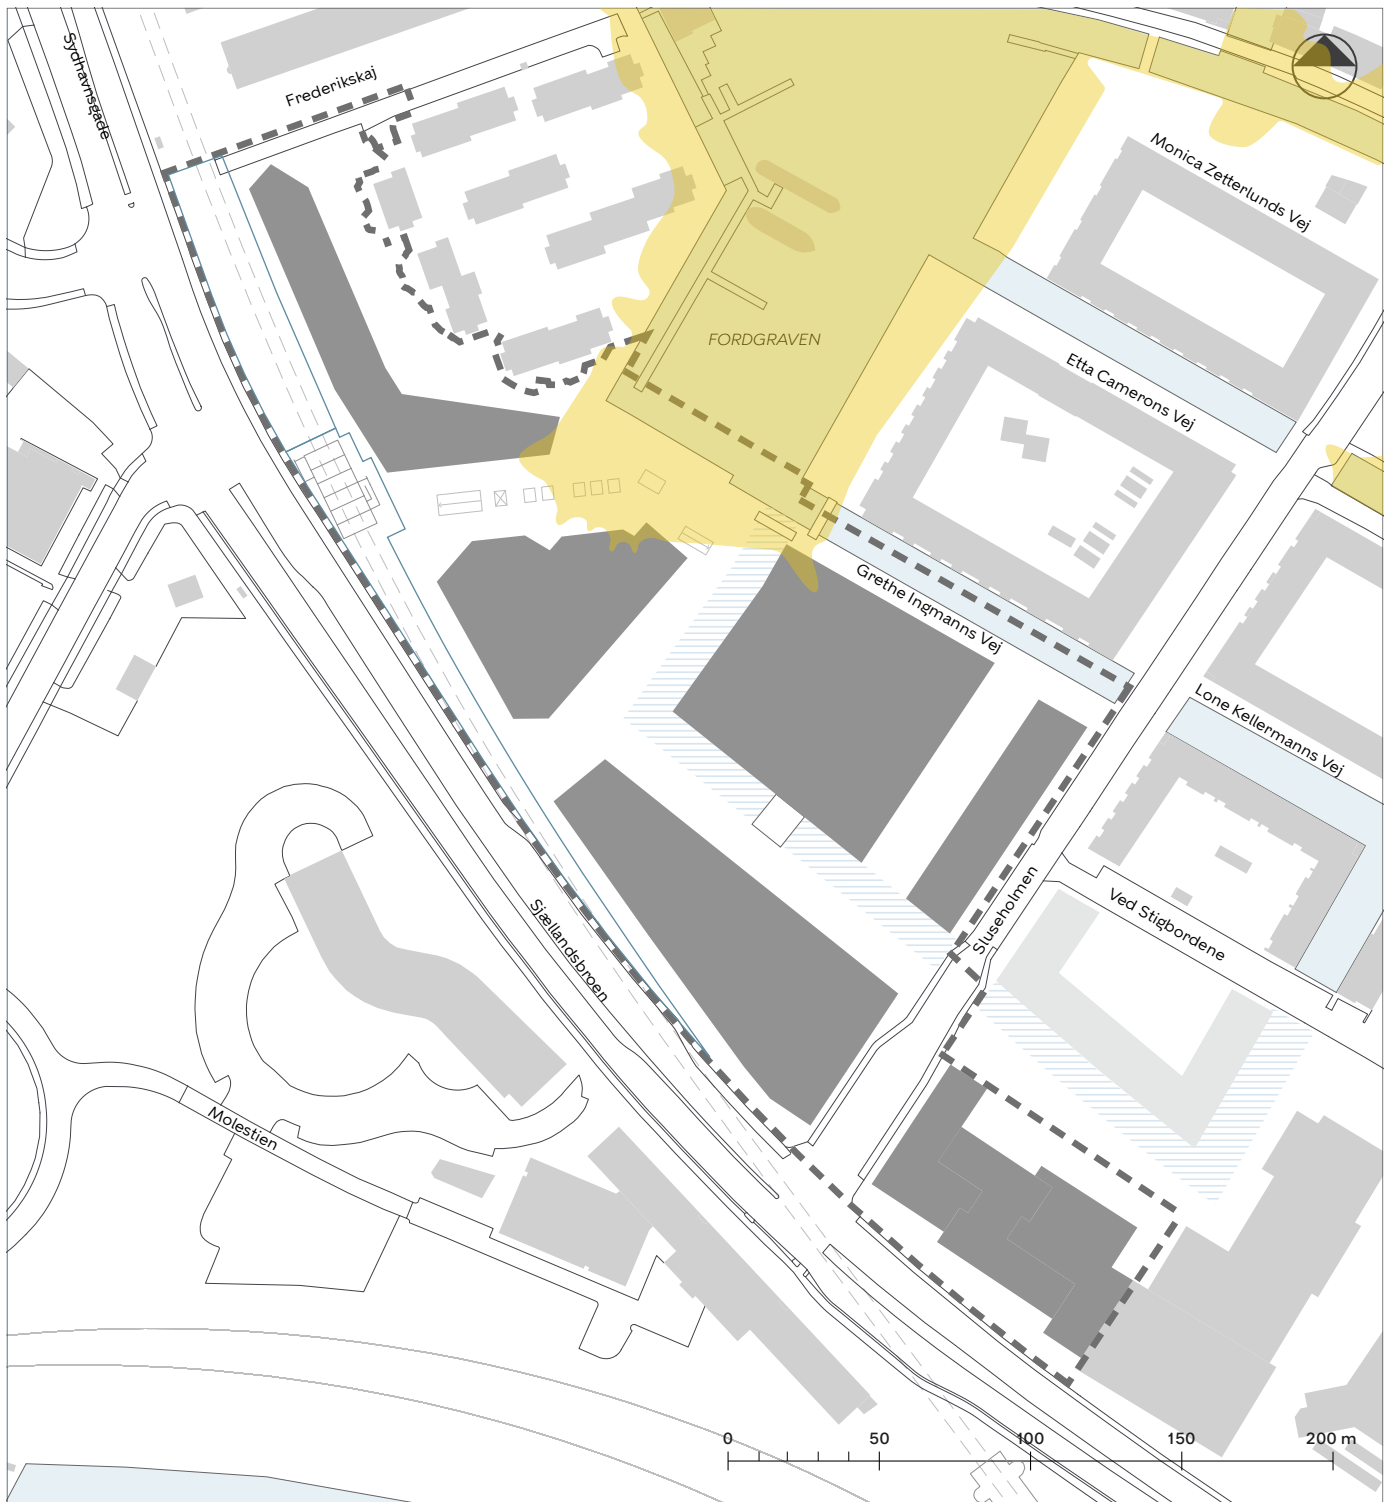 Sydhavnsgade
Frederikskaj
Monica Zetterlunds Vej
FORDGRAVEN
Etta Camerons Vej
Grethe Ingmanns Vej
Lone Kellermanns Vej
Sluseholmen
Ved Stigbordene
Sjællandsbroen
Molestien
0 50 100 150 200 m